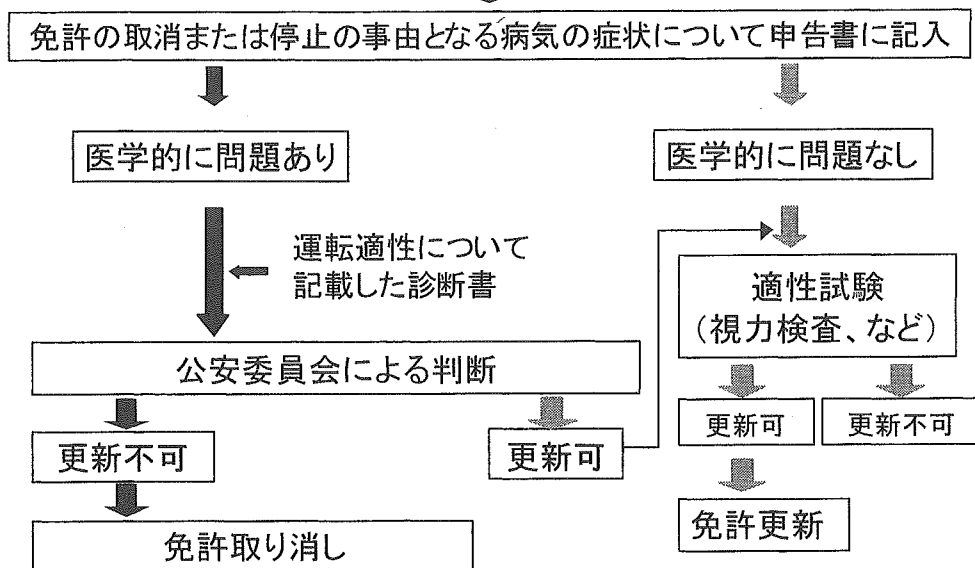 免許の取消または停止の事由となる病気の症状について申告書に記入
医学的に問題あり
医学的に問題なし
運転適性について
記載した診断書
適性試験
（視力検査、など）
公安委員会による判断
更新不可
更新可
更新可
更新不可
免許取り消し
免許更新